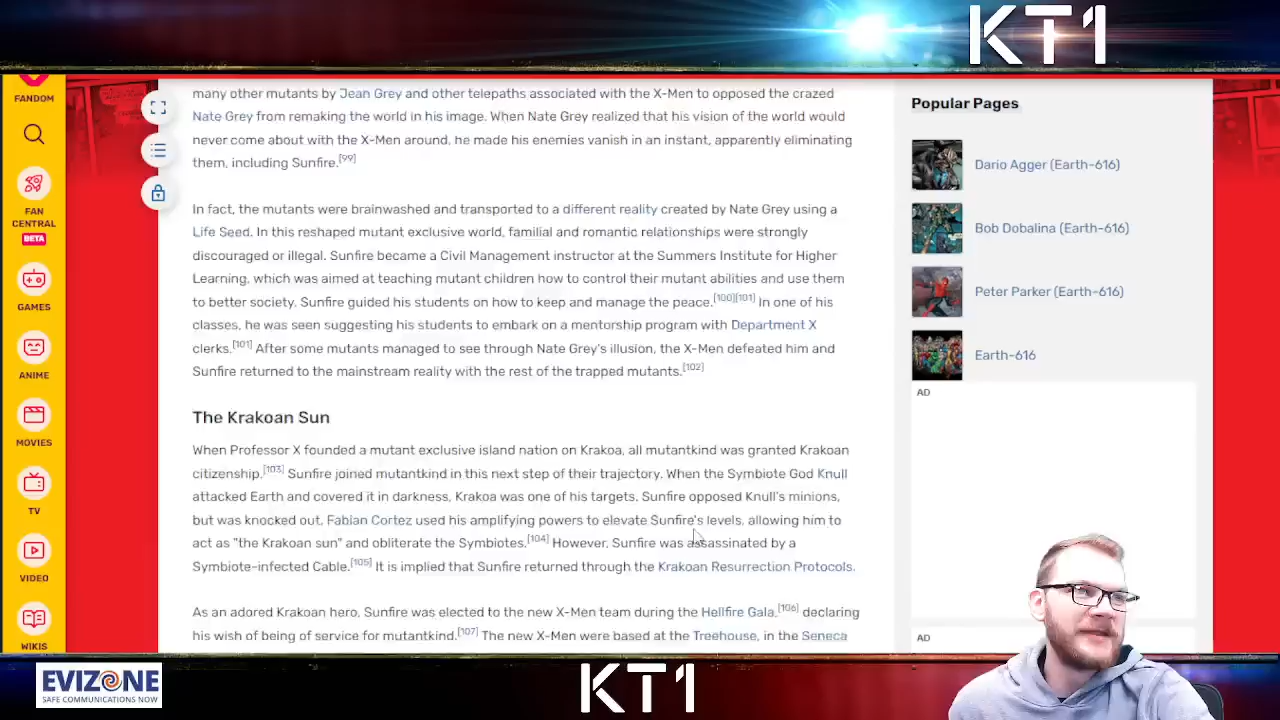 KT1
FANDOM
FAN
CENTRAL
BETA
GAMES
ANIME
MOVIES
TV
VIDEO
WIKIS
many other mutants by Jean Grey and other telepaths associated with the X-Men to opposed the crazed
Nate Grey from remaking the world in his image. When Nate Grey realized that his vision of the world would
never come about with the X-Men around, he made his enemies vanish in an instant, apparently eliminating
them, including Sunfire.[99]
In fact, the mutants were brainwashed and transported to a different reality created by Nate Grey using a
Life Seed. In this reshaped mutant exclusive world, familial and romantic relationships were strongly
discouraged or illegal. Sunfire became a Civil Management instructor at the Summers Institute for Higher
Learning, which was aimed at teaching mutant children how to control their mutant abilities and use them
to better society. Sunfire guided his students on how to keep and manage the peace.[100][101] In one of his
classes, he was seen suggesting his students to embark on a mentorship program with Department X
clerks.[101] After some mutants managed to see through Nate Grey's illusion, the X-Men defeated him and
Sunfire returned to the mainstream reality with the rest of the trapped mutants.[102]
The Krakoan Sun
When Professor X founded a mutant exclusive island nation on Krakoa, all mutantkind was granted Krakoan
citizenship.[103] Sunfire joined mutantkind in this next step of their trajectory. When the Symbiote God Knull
attacked Earth and covered it in darkness, Krakoa was one of his targets. Sunfire opposed Knull's minions,
but was knocked out. Fabian Cortez used his amplifying powers to elevate Sunfire's levels, allowing him to
act as "the Krakoan sun" and obliterate the Symbiotes.[104] However, Sunfire was assassinated by a
Symbiote-infected Cable.[105] It is implied that Sunfire returned through the Krakoan Resurrection Protocols.
As an adored Krakoan hero, Sunfire was elected to the new X-Men team during the Hellfire Gala,[106] declaring
his wish of being of service for mutantkind.[107] The new X-Men were based at the Treehouse, in the Seneca
Popular Pages
Dario Agger (Earth-616)
Bob Dobalina (Earth-616)
Peter Parker (Earth-616)
Earth-616
AD
AD
EVIZONE
SAFE COMMUNICATIONS NOW
KT1